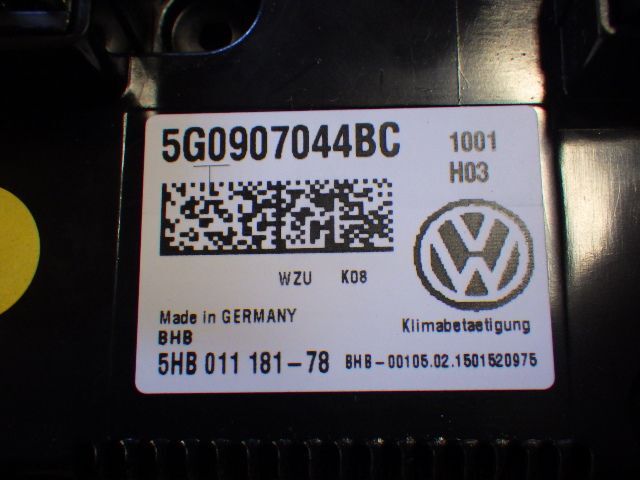 5G0907044BC 1001
H03
WZU K08
Made in GERMANY
BHB
Klimabetaetigung
5HB 011 181-78 BHB-00105.02.1501520975